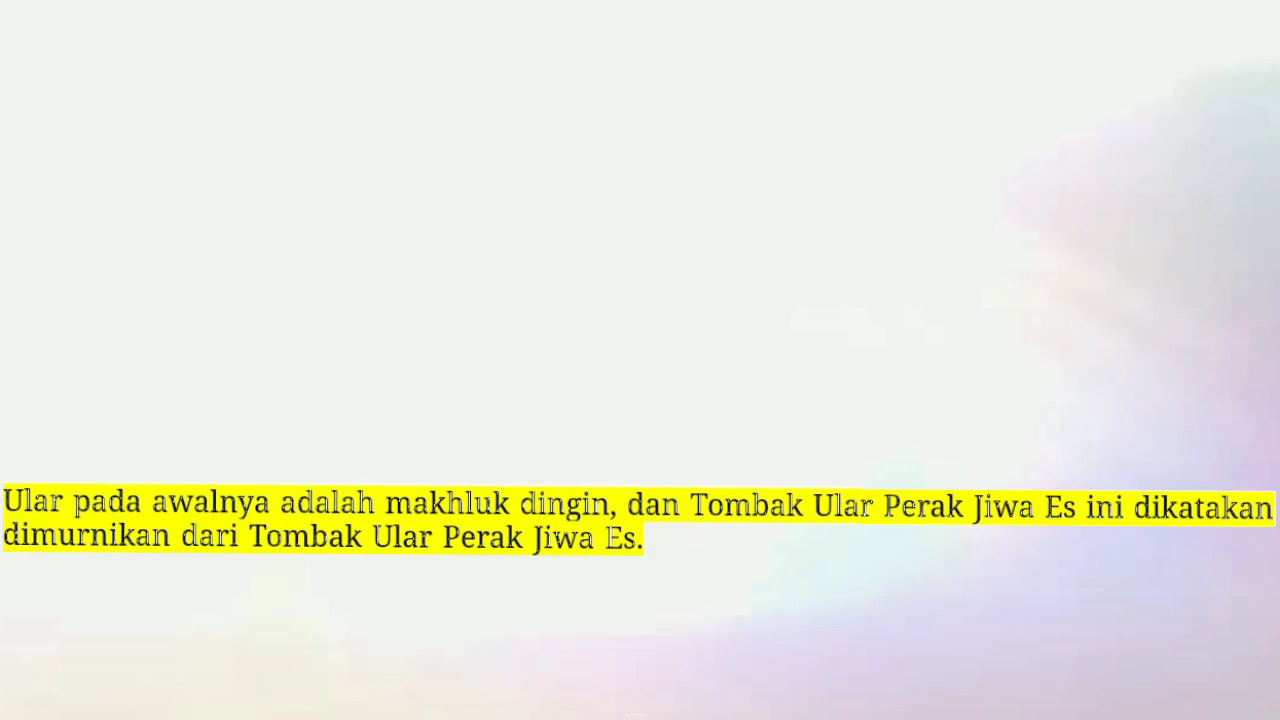 Ular pada awalnya adalah makhluk dingin, dan Tombak Ular Perak Jiwa Es ini dikatakan
dimurnikan dari Tombak Ular Perak Jiwa Es.